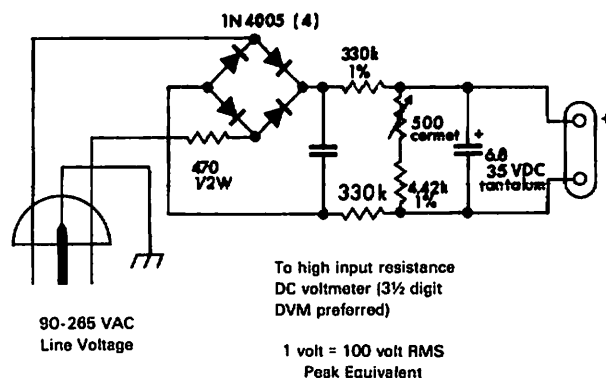 1N4005 (4)
330k
1%
+
500
cermet
+
6.8
35 VDC
tantalum
470
1/2W
330k
4.42k
1%
To high input resistance
DC voltmeter (3½ digit
DVM preferred)
90-265 VAC
Line Voltage
1 volt = 100 volt RMS
Peak Equivalent